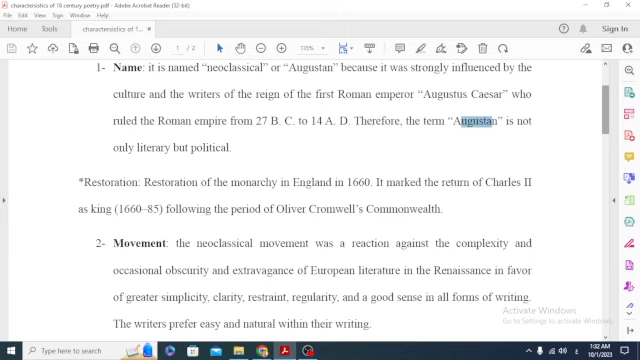 characteristics of 18 century poetry.pdf - Adobe Acrobat Reader (32-bit)
File Edit View Sign Window Help
Home Tools characteristics of 1... × Sign In
1 / 2 135%
1- Name: it is named “neoclassical” or “Augustan” because it was strongly influenced by the
culture and the writers of the reign of the first Roman emperor “Augustus Caesar” who
ruled the Roman empire from 27 B. C. to 14 A. D. Therefore, the term “Augustan” is not
only literary but political.
*Restoration: Restoration of the monarchy in England in 1660. It marked the return of Charles II
as king (1660–85) following the period of Oliver Cromwell’s Commonwealth.
2- Movement: the neoclassical movement was a reaction against the complexity and
occasional obscurity and extravagance of European literature in the Renaissance in favor
of greater simplicity, clarity, restraint, regularity, and a good sense in all forms of writing.
The writers prefer easy and natural within their writing.
Activate Windows
Go to Settings to activate Windows.
Type here to search
1:32 AM
10/1/2023